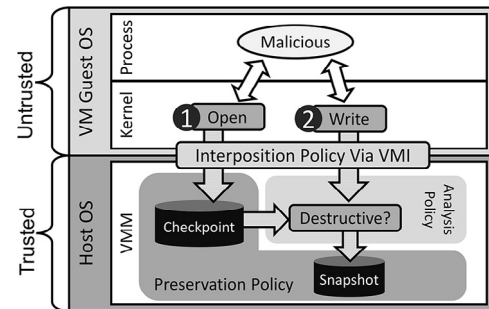 Untrusted
VM Guest OS
Process
Malicious
Kernel
1 Open
2 Write
Interposition Policy Via VMI
Trusted
Host OS
VMM
Checkpoint
Destructive?
Analysis
Policy
Snapshot
Preservation Policy